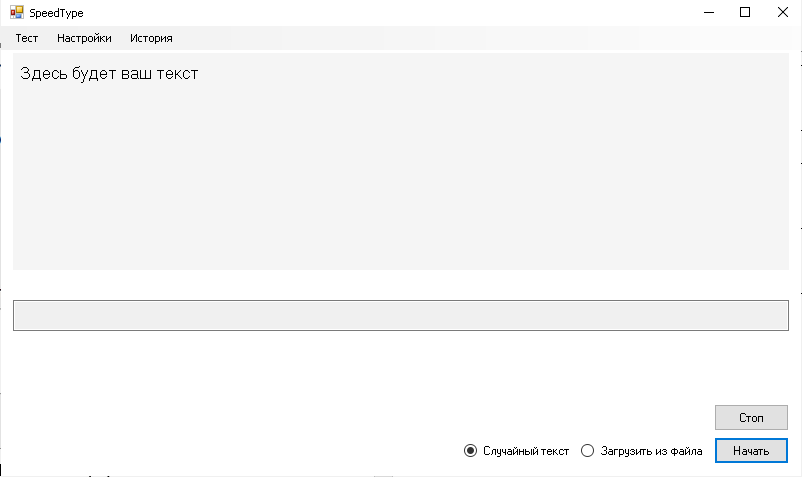 SpeedType
Тест Настройки История
Здесь будет ваш текст
Стоп
Случайный текст Загрузить из файла Начать